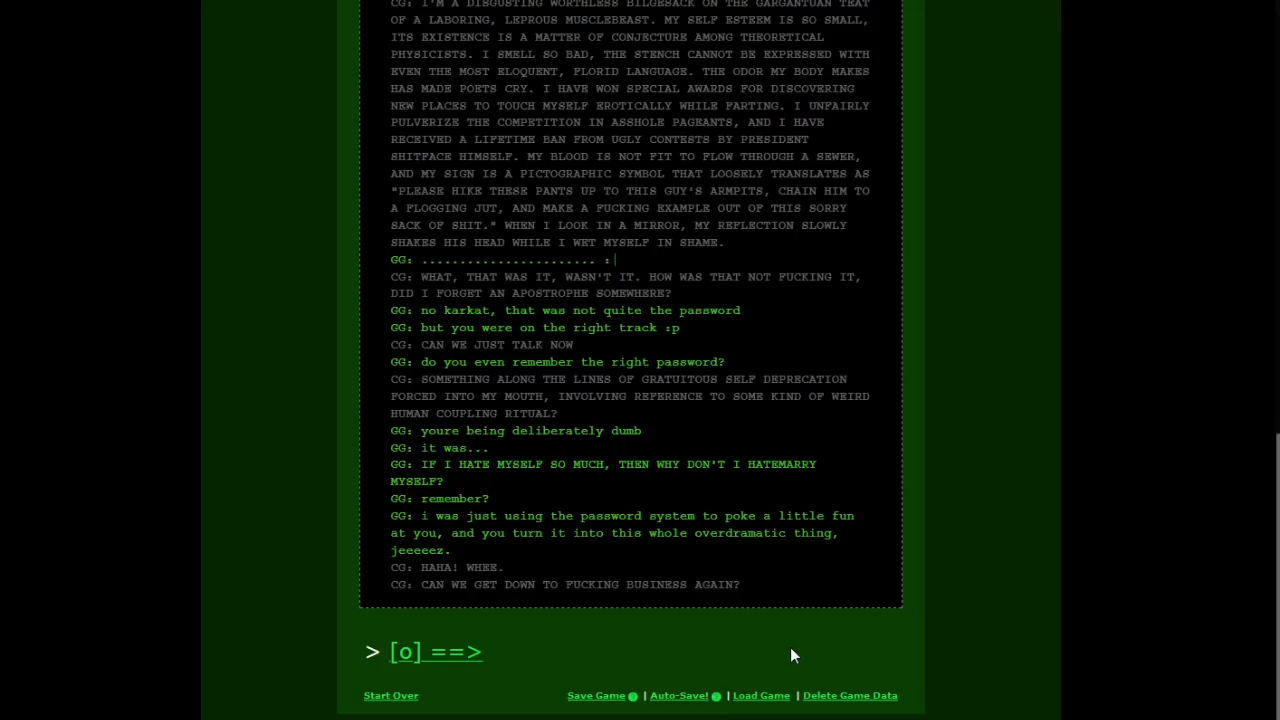 CG: I'M A DISGUSTING WORTHLESS BILGESACK ON THE GARGANTUAN TEAT
OF A LABORING, LEPROUS MUSCLEBEAST. MY SELF ESTEEM IS SO SMALL,
ITS EXISTENCE IS A MATTER OF CONJECTURE AMONG THEORETICAL
PHYSICISTS. I SMELL SO BAD, THE STENCH CANNOT BE EXPRESSED WITH
EVEN THE MOST ELOQUENT, FLORID LANGUAGE. THE ODOR MY BODY MAKES
HAS MADE POETS CRY. I HAVE WON SPECIAL AWARDS FOR DISCOVERING
NEW PLACES TO TOUCH MYSELF EROTICALLY WHILE FARTING. I UNFAIRLY
PULVERIZE THE COMPETITION IN ASSHOLE PAGEANTS, AND I HAVE
RECEIVED A LIFETIME BAN FROM UGLY CONTESTS BY PRESIDENT
SHITFACE HIMSELF. MY BLOOD IS NOT FIT TO FLOW THROUGH A SEWER,
AND MY SIGN IS A PICTOGRAPHIC SYMBOL THAT LOOSELY TRANSLATES AS
"PLEASE HIKE THESE PANTS UP TO THIS GUY'S ARMPITS, CHAIN HIM TO
A FLOGGING JUT, AND MAKE A FUCKING EXAMPLE OUT OF THIS SORRY
SACK OF SHIT." WHEN I LOOK IN A MIRROR, MY REFLECTION SLOWLY
SHAKES HIS HEAD WHILE I WET MYSELF IN SHAME.
GG: ....................... :|
CG: WHAT, THAT WAS IT, WASN'T IT. HOW WAS THAT NOT FUCKING IT,
DID I FORGET AN APOSTROPHE SOMEWHERE?
GG: no karkat, that was not quite the password
GG: but you were on the right track :p
CG: CAN WE JUST TALK NOW
GG: do you even remember the right password?
CG: SOMETHING ALONG THE LINES OF GRATUITOUS SELF DEPRECATION
FORCED INTO MY MOUTH, INVOLVING REFERENCE TO SOME KIND OF WEIRD
HUMAN COUPLING RITUAL?
GG: youre being deliberately dumb
GG: it was...
GG: IF I HATE MYSELF SO MUCH, THEN WHY DON'T I HATEMARRY
MYSELF?
GG: remember?
GG: i was just using the password system to poke a little fun
at you, and you turn it into this whole overdramatic thing,
jeeeeez.
CG: HAHA! WHEE.
CG: CAN WE GET DOWN TO FUCKING BUSINESS AGAIN?
> [o] ==>
Start Over Save Game ? | Auto-Save! ? | Load Game | Delete Game Data